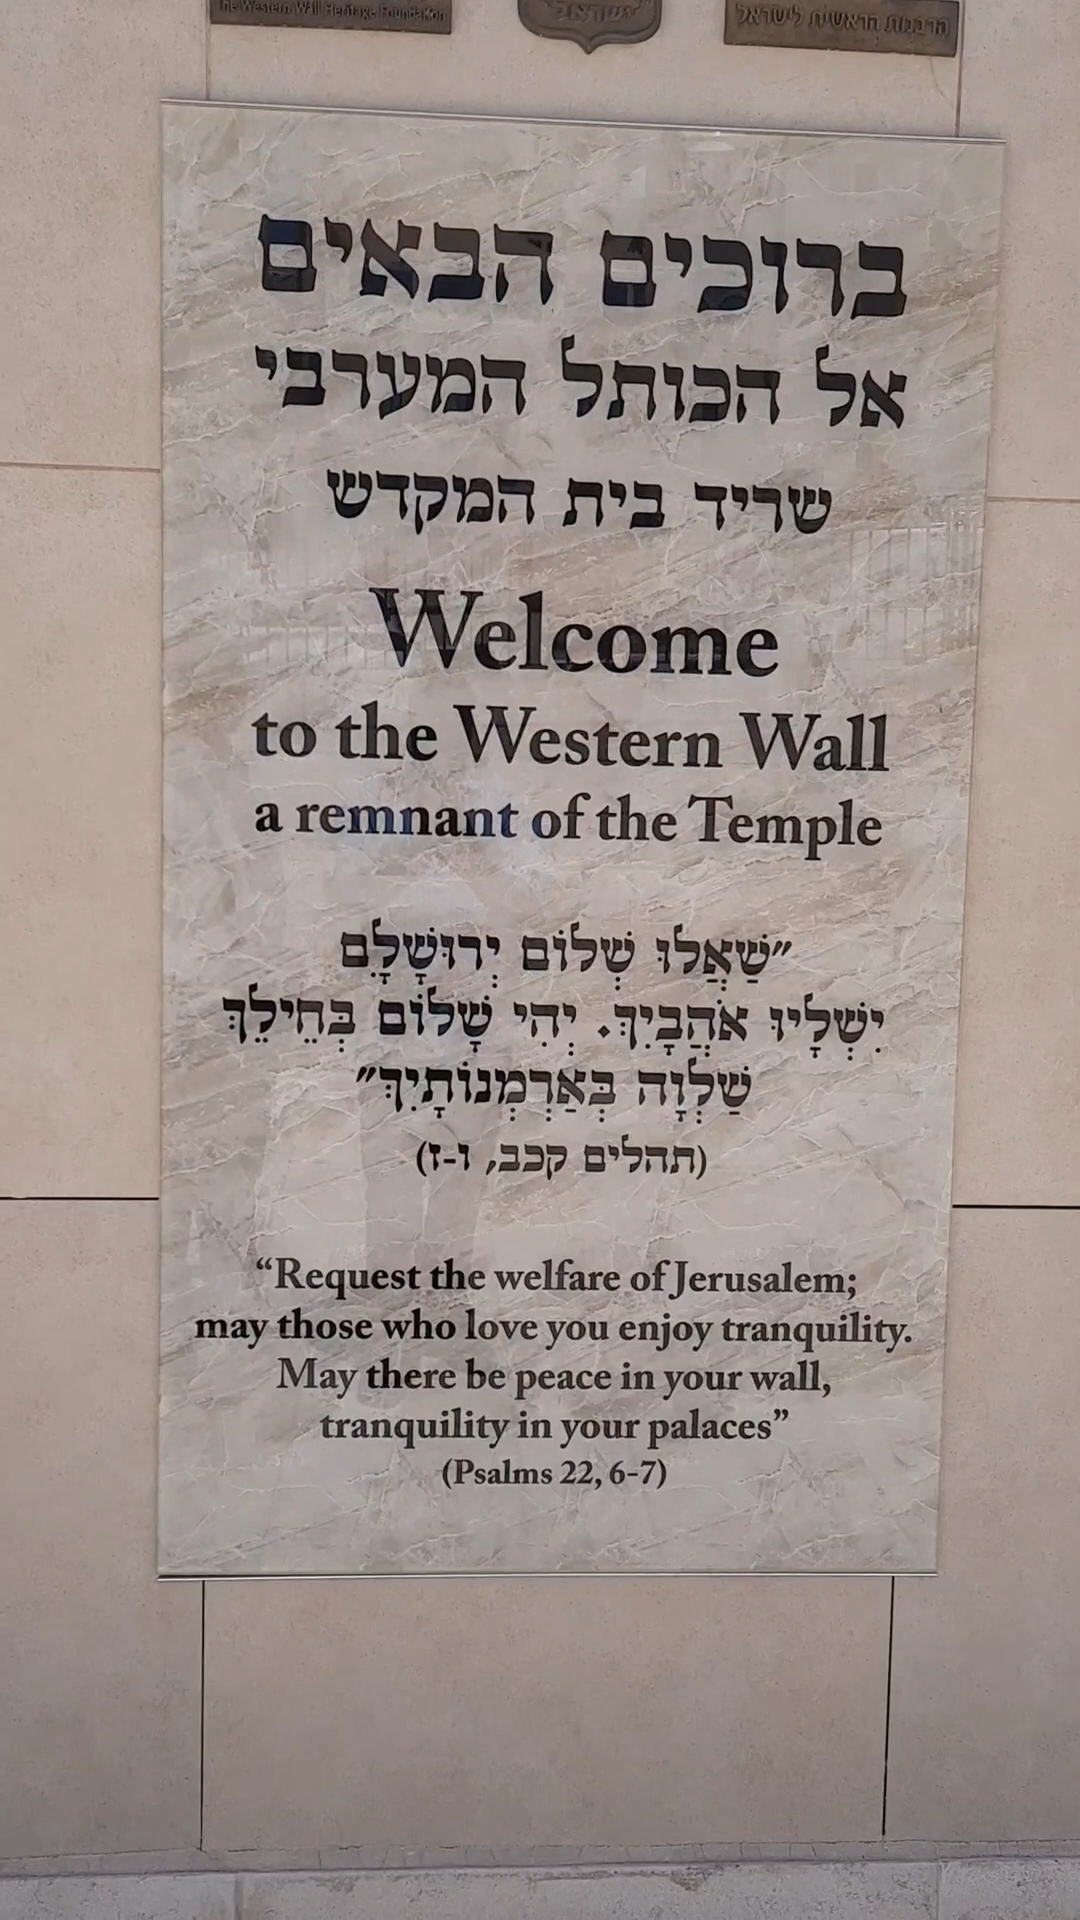 The Western Wall Heritage Foundation
ישראל
הרבנות הראשית לישראל
ברוכים הבאים
אל הכותל המערבי
שריד בית המקדש
Welcome
to the Western Wall
a remnant of the Temple
"שַׁאֲלוּ שְׁלוֹם יְרוּשָׁלָ͏ִם
יִשְׁלָיוּ אֹהֲבָיִךְ. יְהִי שָׁלוֹם בְּחֵילֵךְ
שַׁלְוָה בְּאַרְמְנוֹתָיִךְ"
(תהלים קכב, ו-ז)
“Request the welfare of Jerusalem;
may those who love you enjoy tranquility.
May there be peace in your wall,
tranquility in your palaces”
(Psalms 22, 6-7)